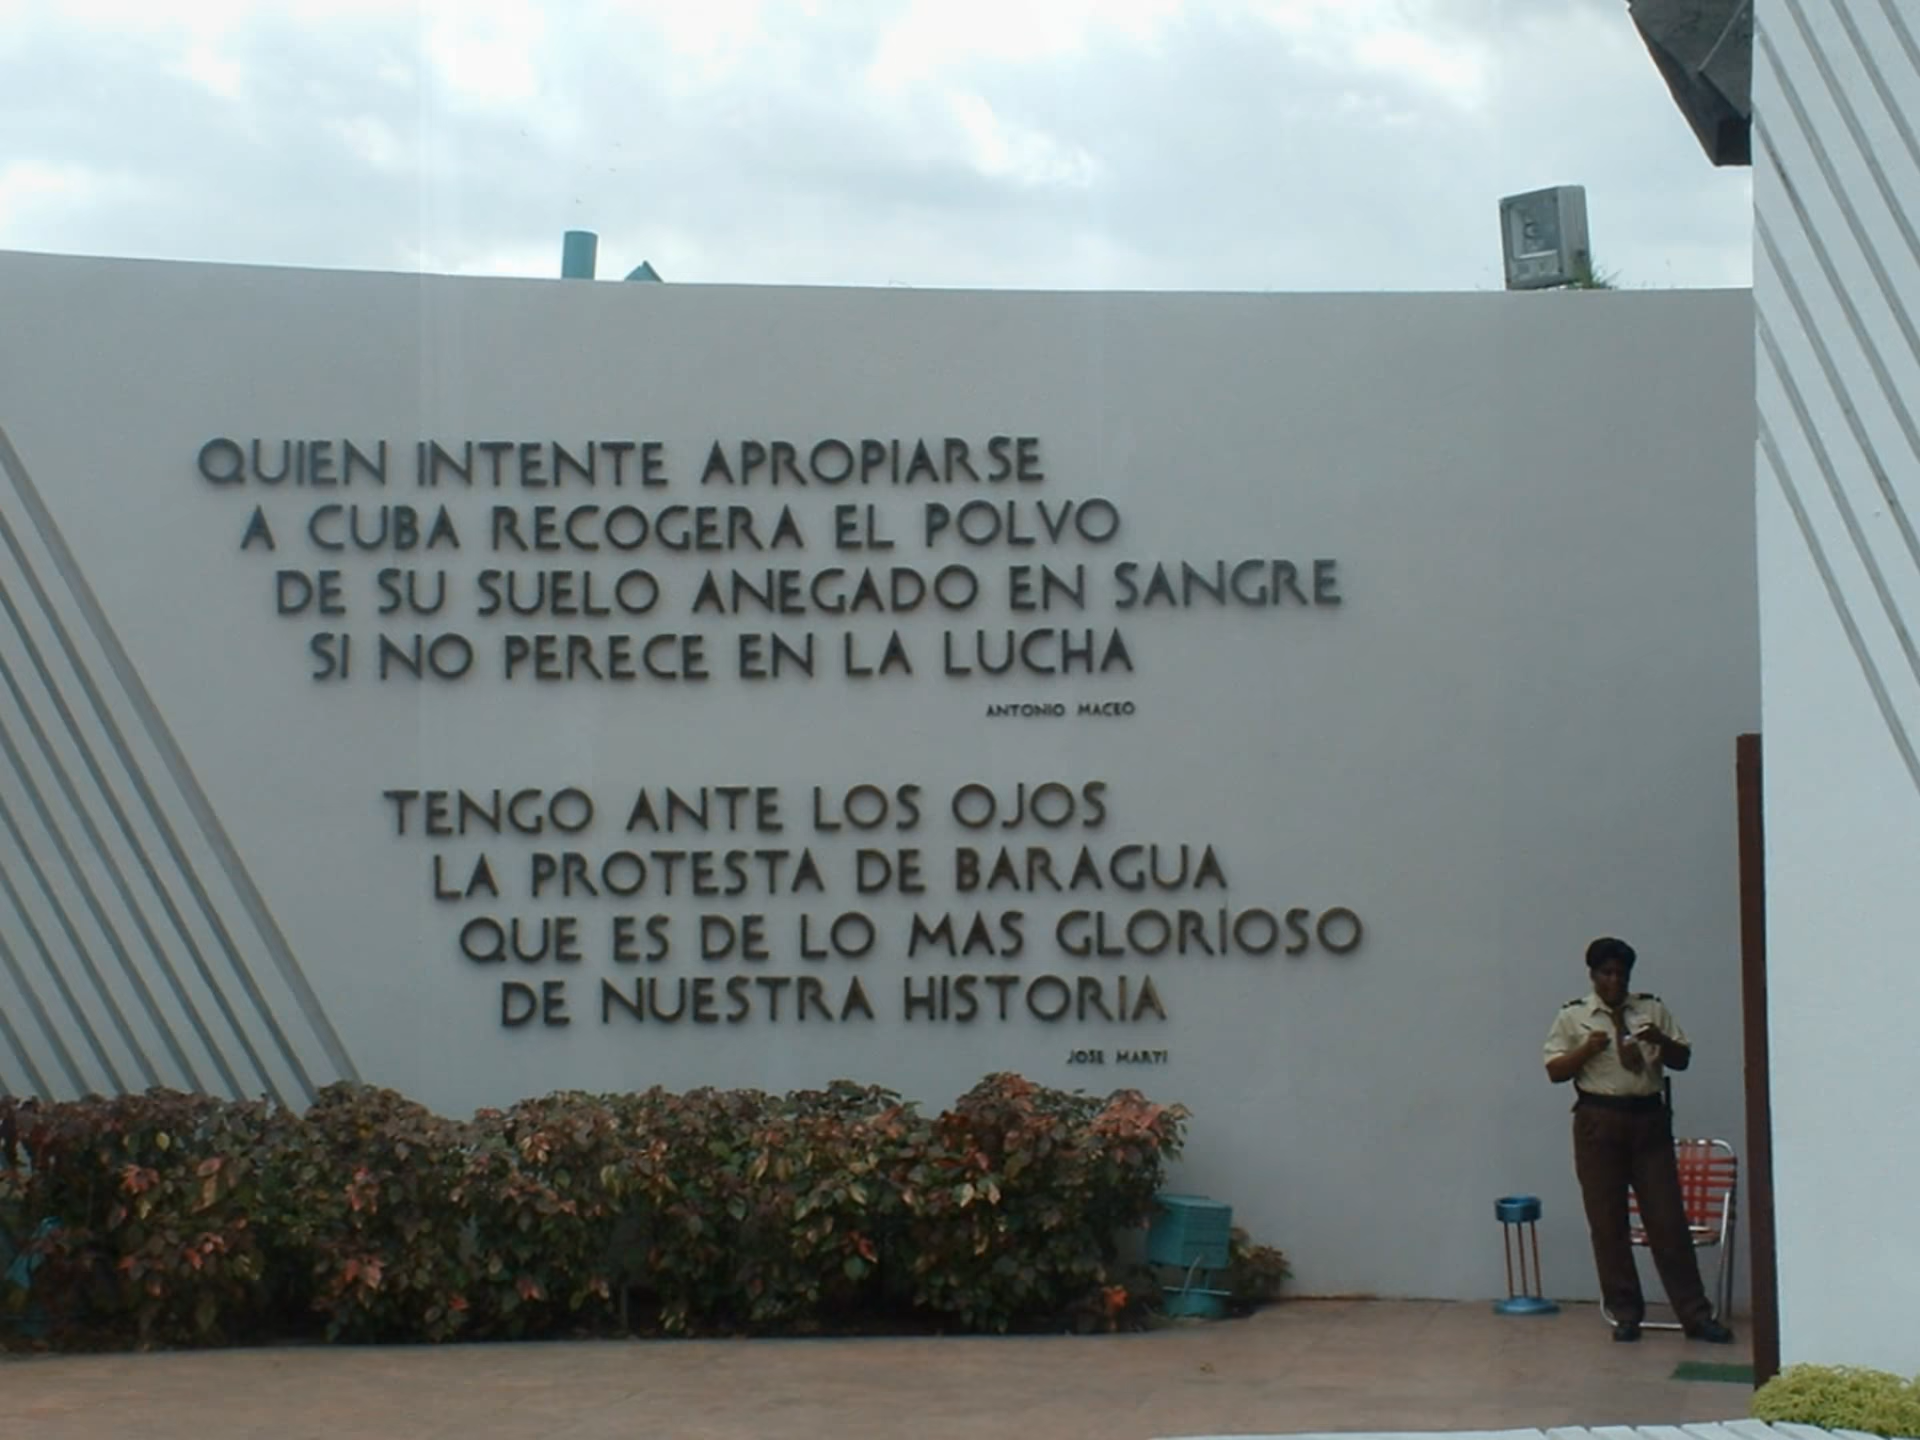 QUIEN INTENTE APROPIARSE
A CUBA RECOGERA EL POLVO
DE SU SUELO ANEGADO EN SANGRE
SI NO PERECE EN LA LUCHA
ANTONIO MACEO
TENGO ANTE LOS OJOS
LA PROTESTA DE BARAGUA
QUE ES DE LO MAS GLORIOSO
DE NUESTRA HISTORIA
JOSE MARTI